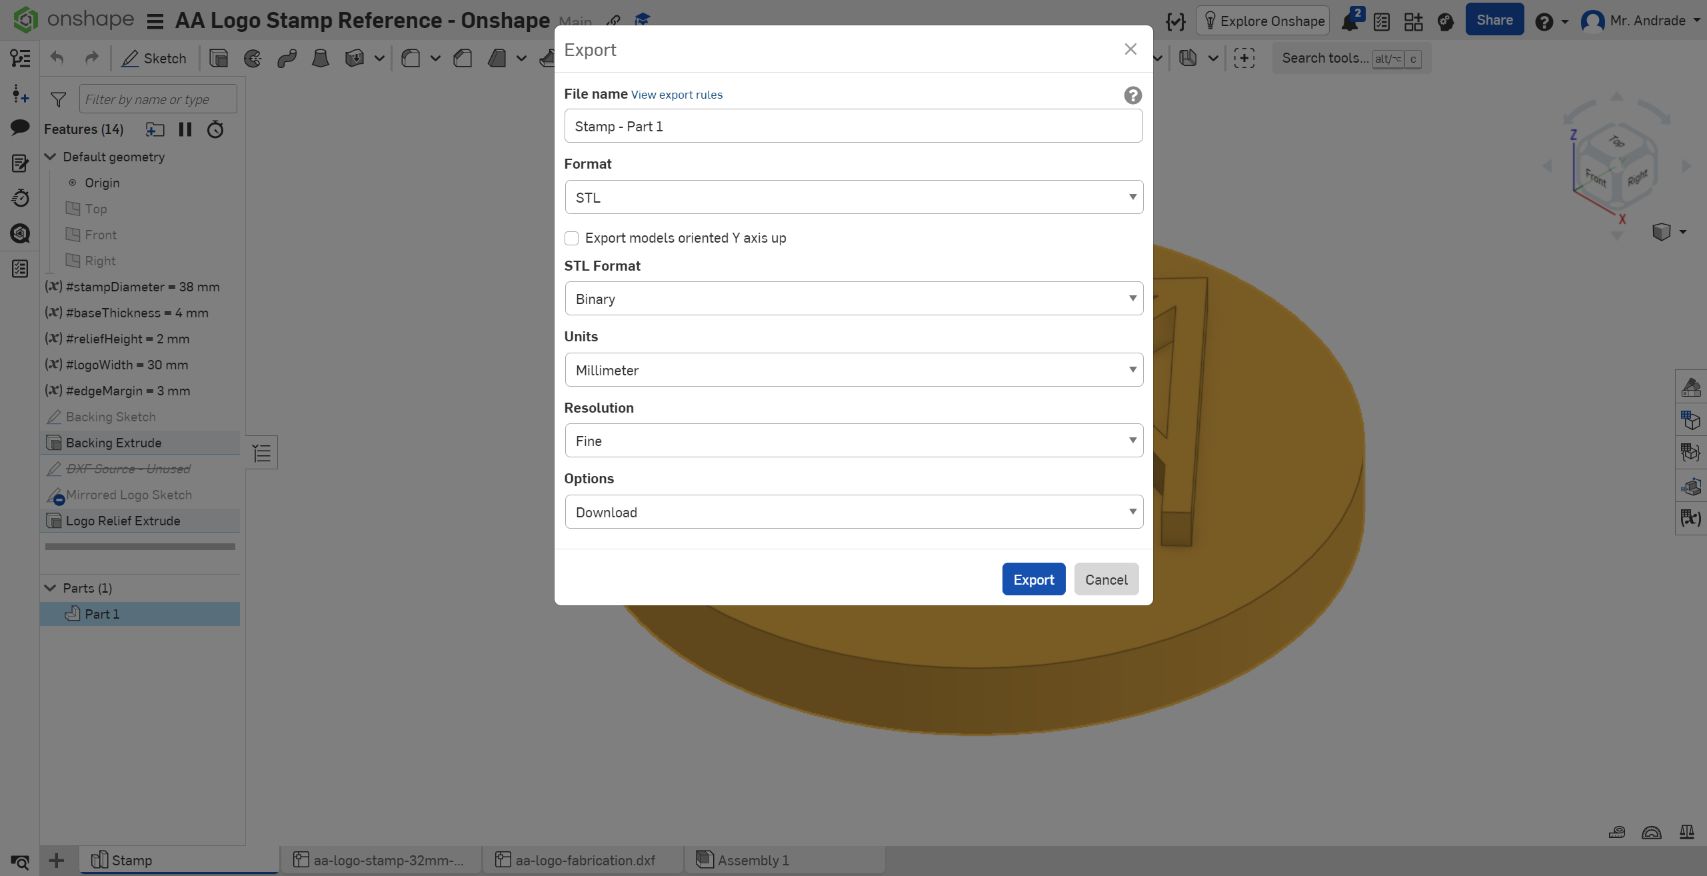 onshape
AA Logo Stamp Reference - Onshape
Main
Explore Onshape
2
Share
Mr. Andrade
Sketch
Search tools...
alt/⌥
c
Filter by name or type
Features (14)
Default geometry
Origin
Top
Front
Right
(x) #stampDiameter = 38 mm
(x) #baseThickness = 4 mm
(x) #reliefHeight = 2 mm
(x) #logoWidth = 30 mm
(x) #edgeMargin = 3 mm
Backing Sketch
Backing Extrude
DXF Source - Unused
Mirrored Logo Sketch
Logo Relief Extrude
Parts (1)
Part 1
Export
File name View export rules
Stamp - Part 1
Format
STL
Export models oriented Y axis up
STL Format
Binary
Units
Millimeter
Resolution
Fine
Options
Download
Export
Cancel
Z
Top
Front
Right
X
Stamp
aa-logo-stamp-32mm-...
aa-logo-fabrication.dxf
Assembly 1